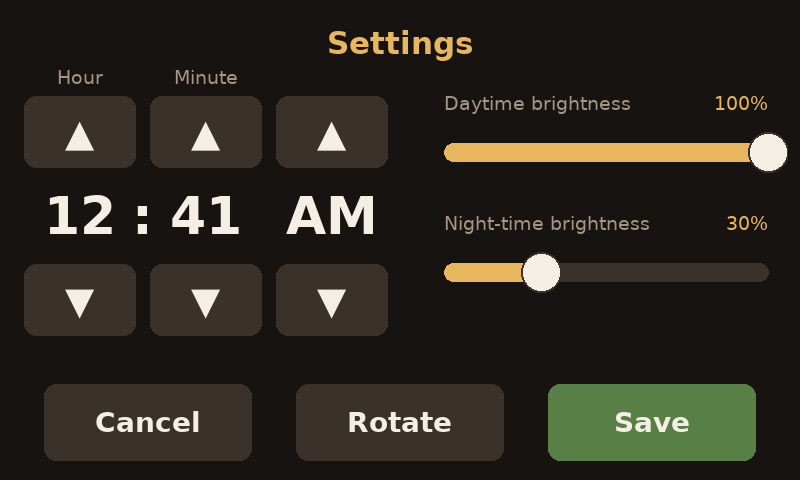 Settings
Hour Minute
▲ ▲ ▲
12 : 41 AM
▼ ▼ ▼
Daytime brightness 100%
Night-time brightness 30%
Cancel Rotate Save